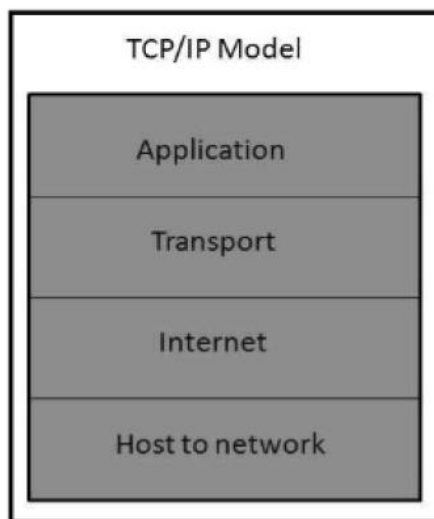 TCP/IP Model
Application
Transport
Internet
Host to network